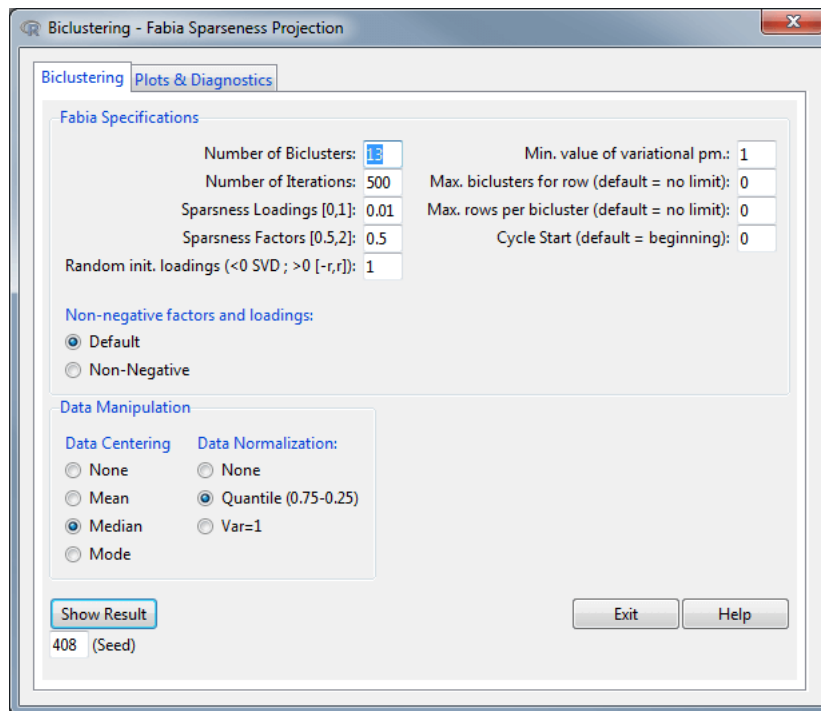 Biclustering - Fabia Sparseness Projection
Biclustering Plots & Diagnostics
Fabia Specifications
Number of Biclusters: 13 Min. value of variational pm.: 1
Number of Iterations: 500 Max. biclusters for row (default = no limit): 0
Sparsness Loadings [0,1]: 0.01 Max. rows per bicluster (default = no limit): 0
Sparsness Factors [0.5,2]: 0.5 Cycle Start (default = beginning): 0
Random init. loadings (<0 SVD ; >0 [-r,r]): 1
Non-negative factors and loadings:
Default
Non-Negative
Data Manipulation
Data Centering Data Normalization:
None None
Mean Quantile (0.75-0.25)
Median Var=1
Mode
Show Result Exit Help
408 (Seed)